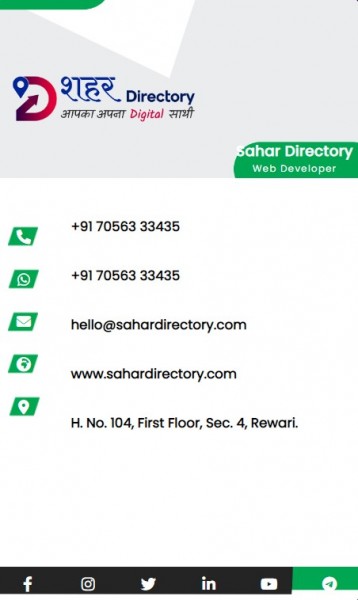 शहर Directory
आपका अपना Digital साथी
Sahar Directory
Web Developer
+91 70563 33435
+91 70563 33435
hello@sahardirectory.com
www.sahardirectory.com
H. No. 104, First Floor, Sec. 4, Rewari.